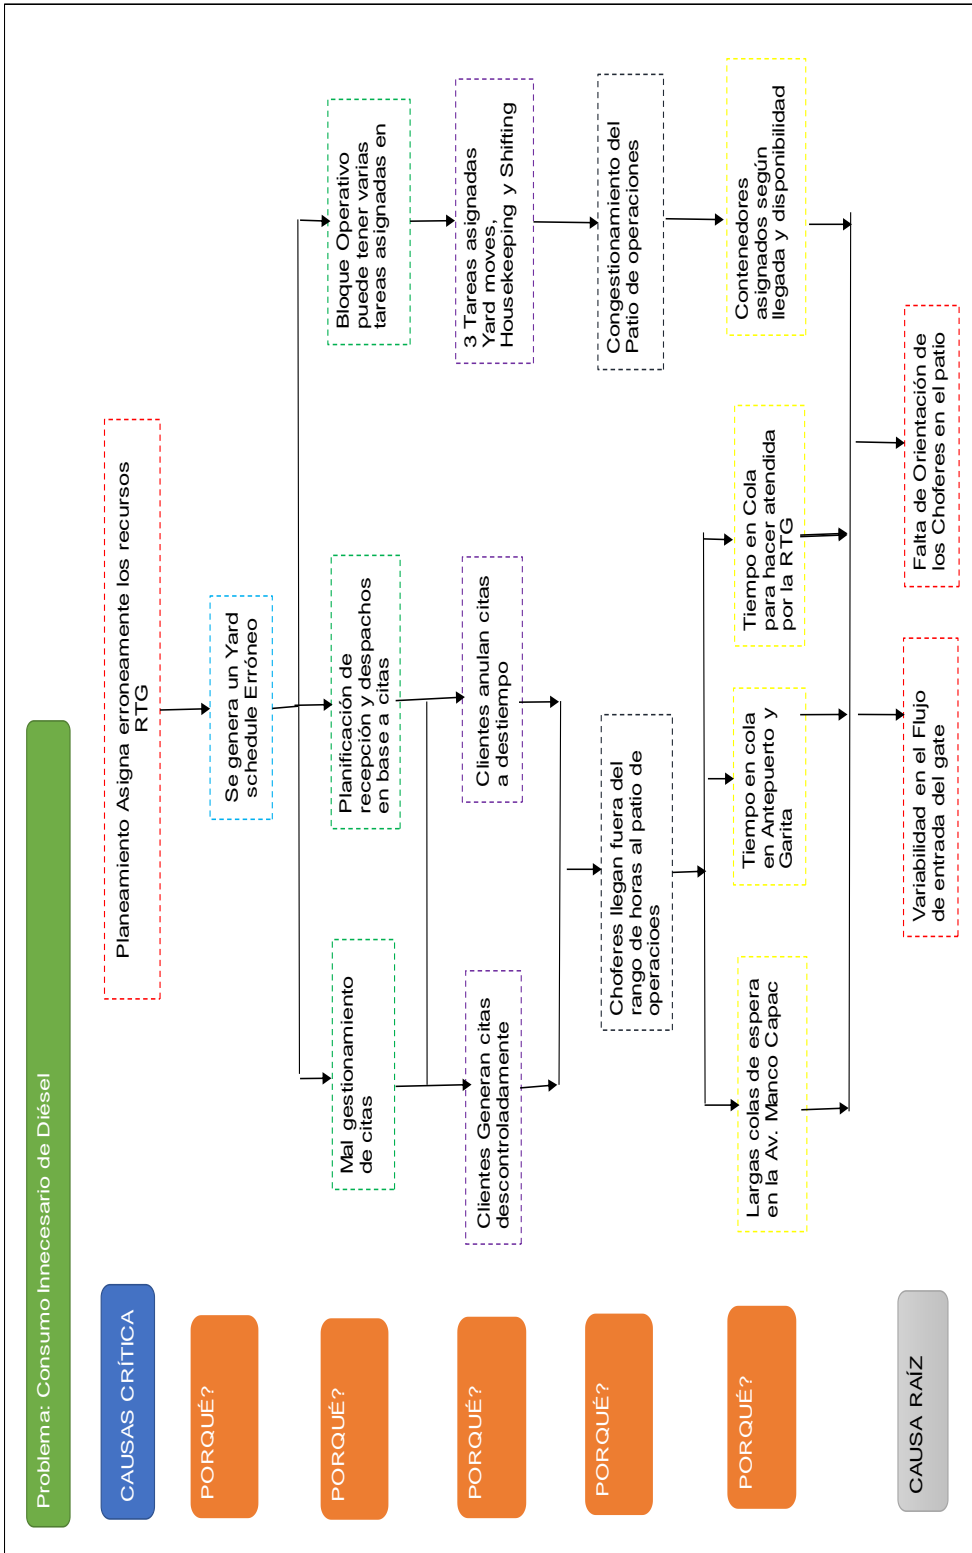 Problema: Consumo Innecesario de Diésel
CAUSAS CRÍTICA
Planeamiento Asigna erroneamente los recursos
RTG
PORQUÉ?
Se genera un Yard
schedule Erróneo
PORQUÉ?
Mal gestionamiento
de citas
Planificación de
recepción y despachos
en base a citas
Bloque Operativo
puede tener varias
tareas asignadas en
PORQUÉ?
Clientes Generan citas
descontroladamente
Clientes anulan citas
a destiempo
3 Tareas asignadas
Yard moves,
Housekeeping y Shifting
PORQUÉ?
Choferes llegan fuera del
rango de horas al patio de
operacioes
Congestionamiento del
Patio de operaciones
PORQUÉ?
Largas colas de espera
en la Av. Manco Capac
Tiempo en cola
en Antepuerto y
Garita
Tiempo en Cola
para hacer atendida
por la RTG
Contenedores
asignados según
llegada y disponibilidad
CAUSA RAÍZ
Variabilidad en el Flujo
de entrada del gate
Falta de Orientación de
los Choferes en el patio